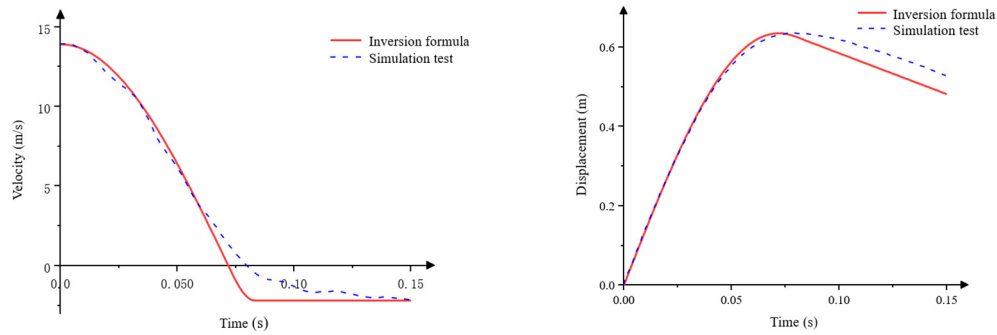 15
10
5
0
0.0
0.050
0.10
0.15
Velocity (m/s)
Time (s)
Inversion formula
Simulation test
0.6
0.4
0.2
0.0
0.00
0.05
0.10
0.15
Displacement (m)
Time (s)
Inversion formula
Simulation test